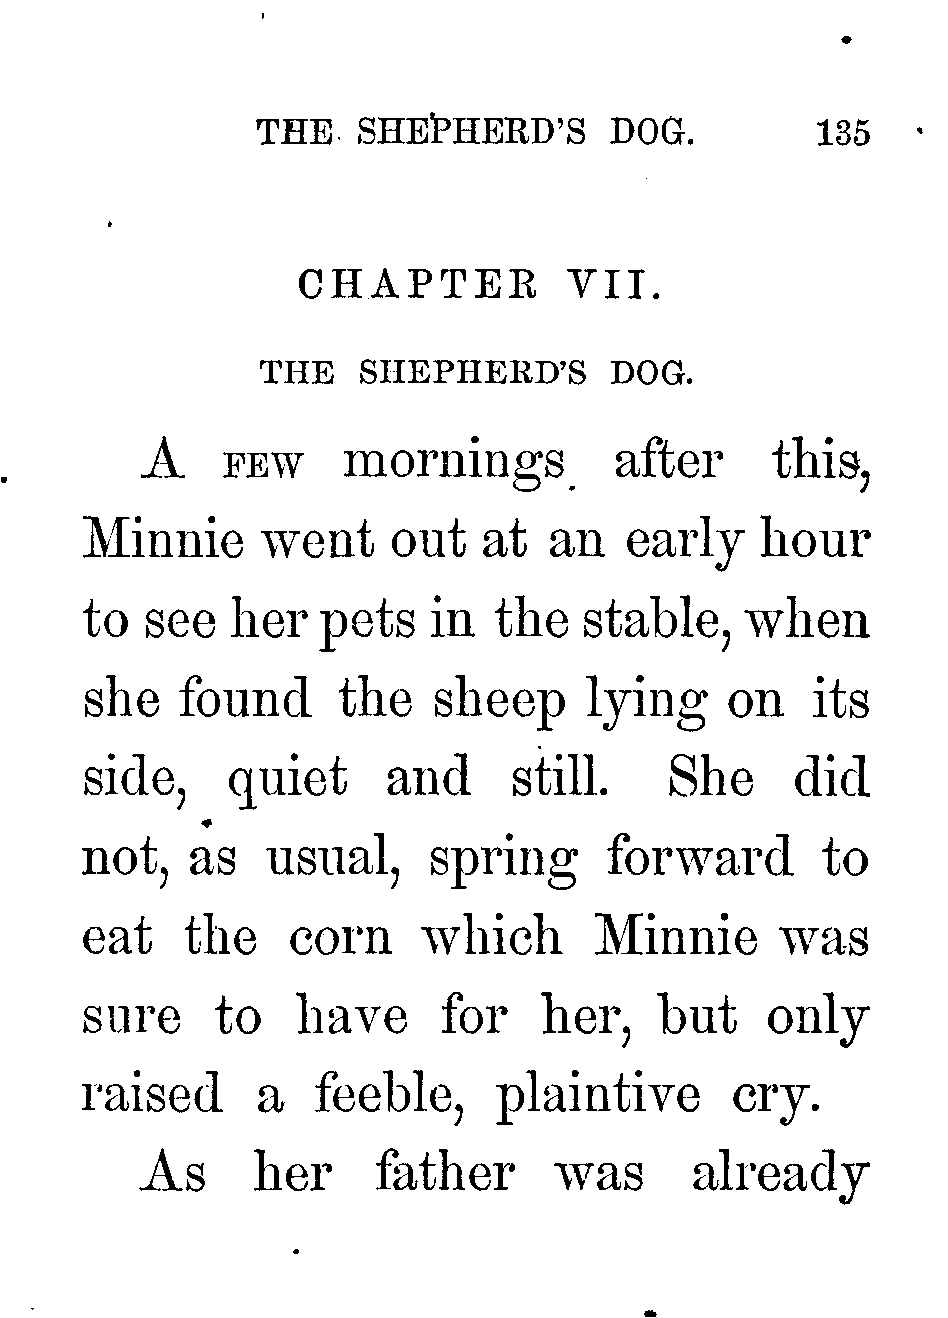 THE SHEPHERD'S DOG. 135
CHAPTER VII.
THE SHEPHERD'S DOG.
A FEW mornings after this,
Minnie went out at an early hour
to see her pets in the stable, when
she found the sheep lying on its
side, quiet and still. She did
not, as usual, spring forward to
eat the corn which Minnie was
sure to have for her, but only
raised a feeble, plaintive cry.
As her father was already